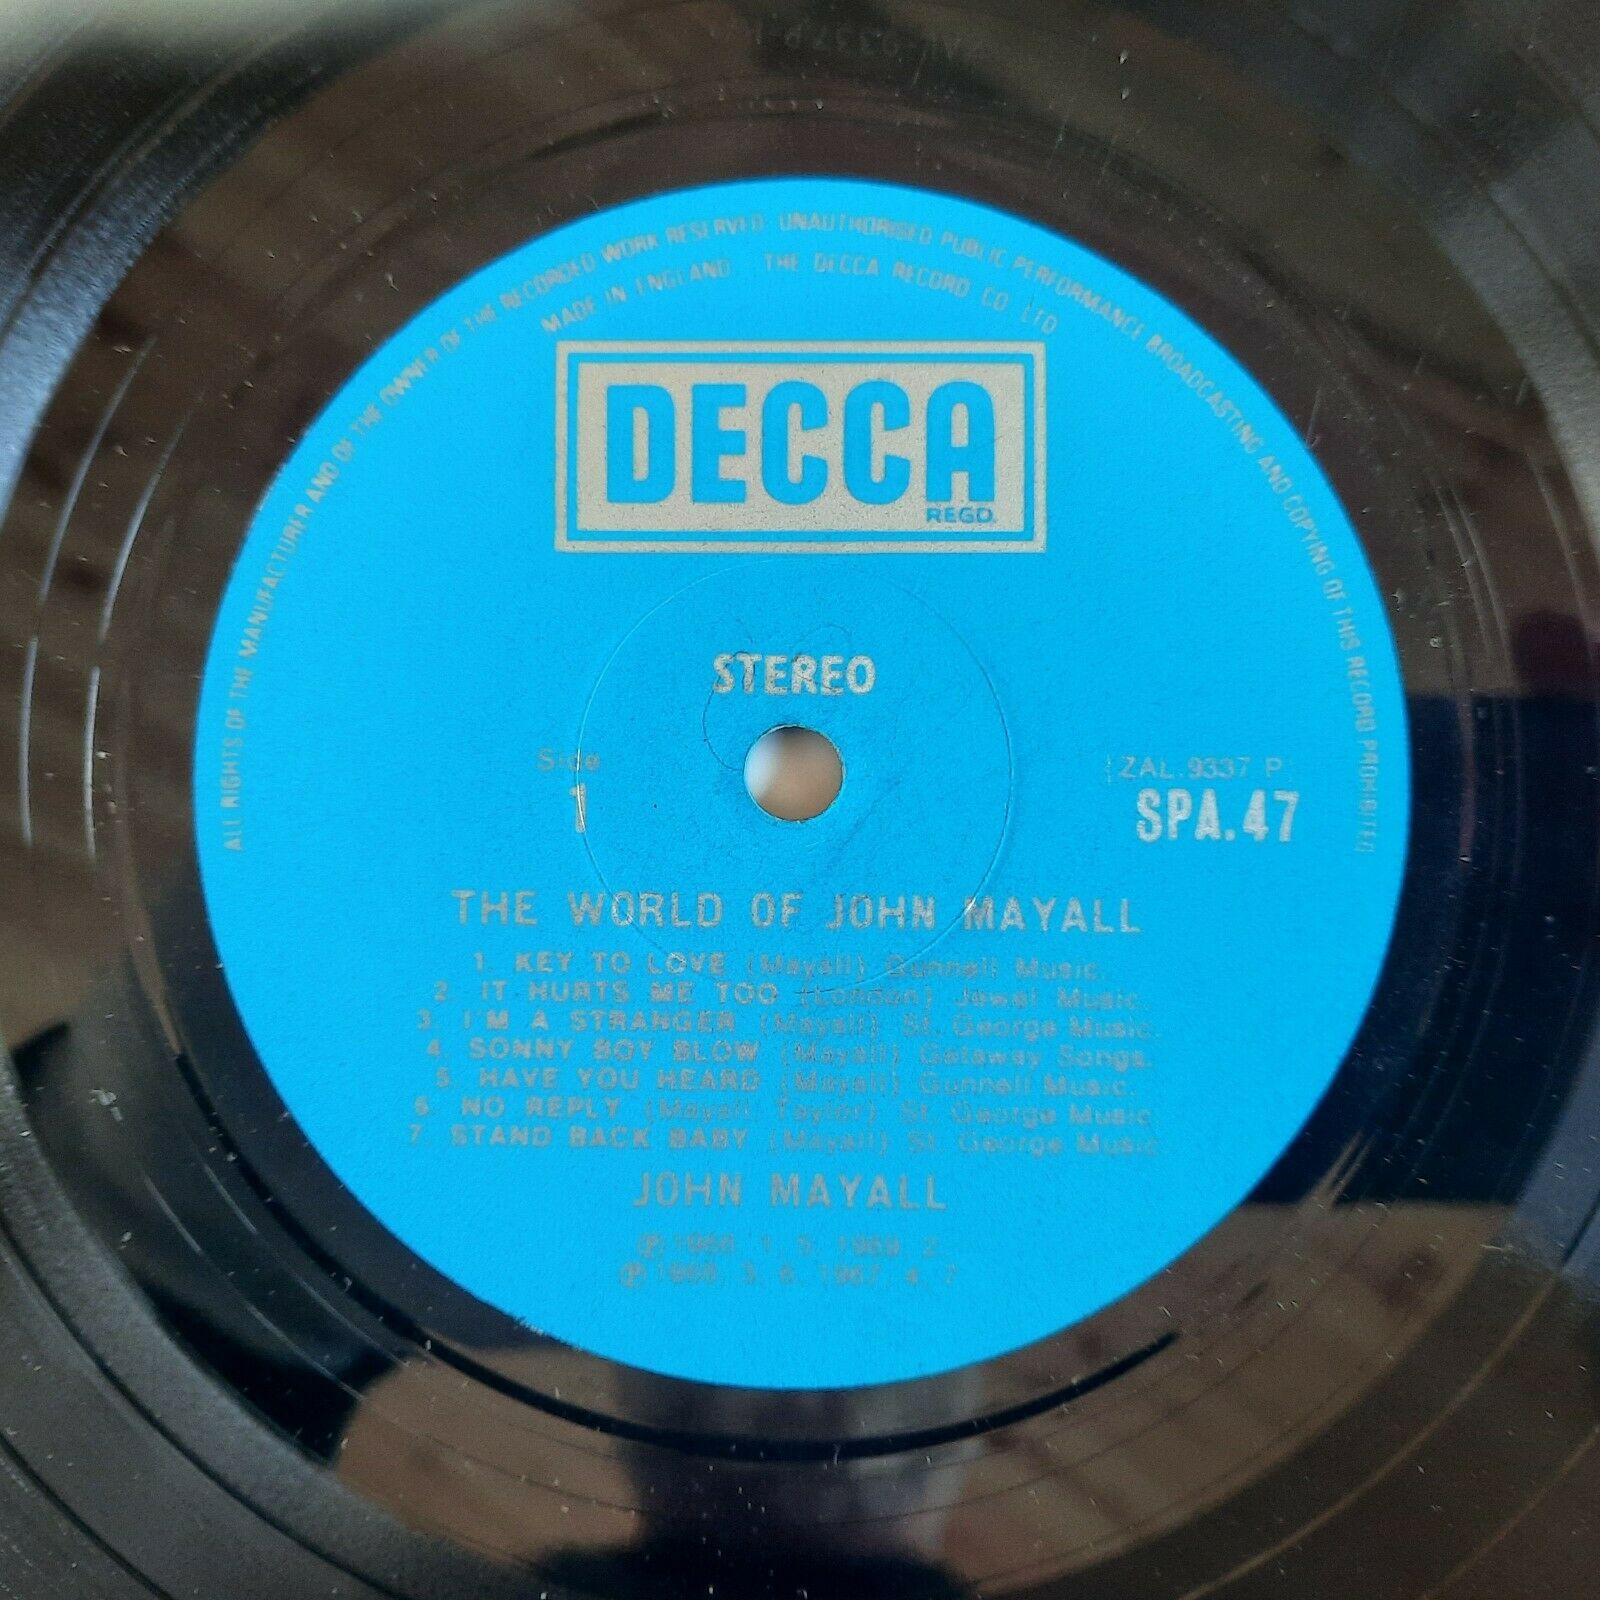 ALL RIGHTS OF THE MANUFACTURER AND OF THE OWNER OF THE RECORDED WORK RESERVED. UNAUTHORISED PUBLIC PERFORMANCE BROADCASTING AND COPYING OF THIS RECORD PROHIBITED
MADE IN ENGLAND. THE DECCA RECORD CO. LTD.
DECCA
REGD.
STEREO
Side
1
(ZAL.9337 P)
SPA.47
THE WORLD OF JOHN MAYALL
1. KEY TO LOVE (Mayall) Gunnell Music.
2. IT HURTS ME TOO (London) Jewel Music.
3. I'M A STRANGER (Mayall) St. George Music.
4. SONNY BOY BLOW (Mayall) Getaway Songs.
5. HAVE YOU HEARD (Mayall) Gunnell Music.
6. NO REPLY (Mayall, Taylor) St. George Music
7. STAND BACK BABY (Mayall) St. George Music.
JOHN MAYALL
℗ 1966, 1, 5. 1969, 2.
℗ 1968, 3, 6. 1967, 4, 7